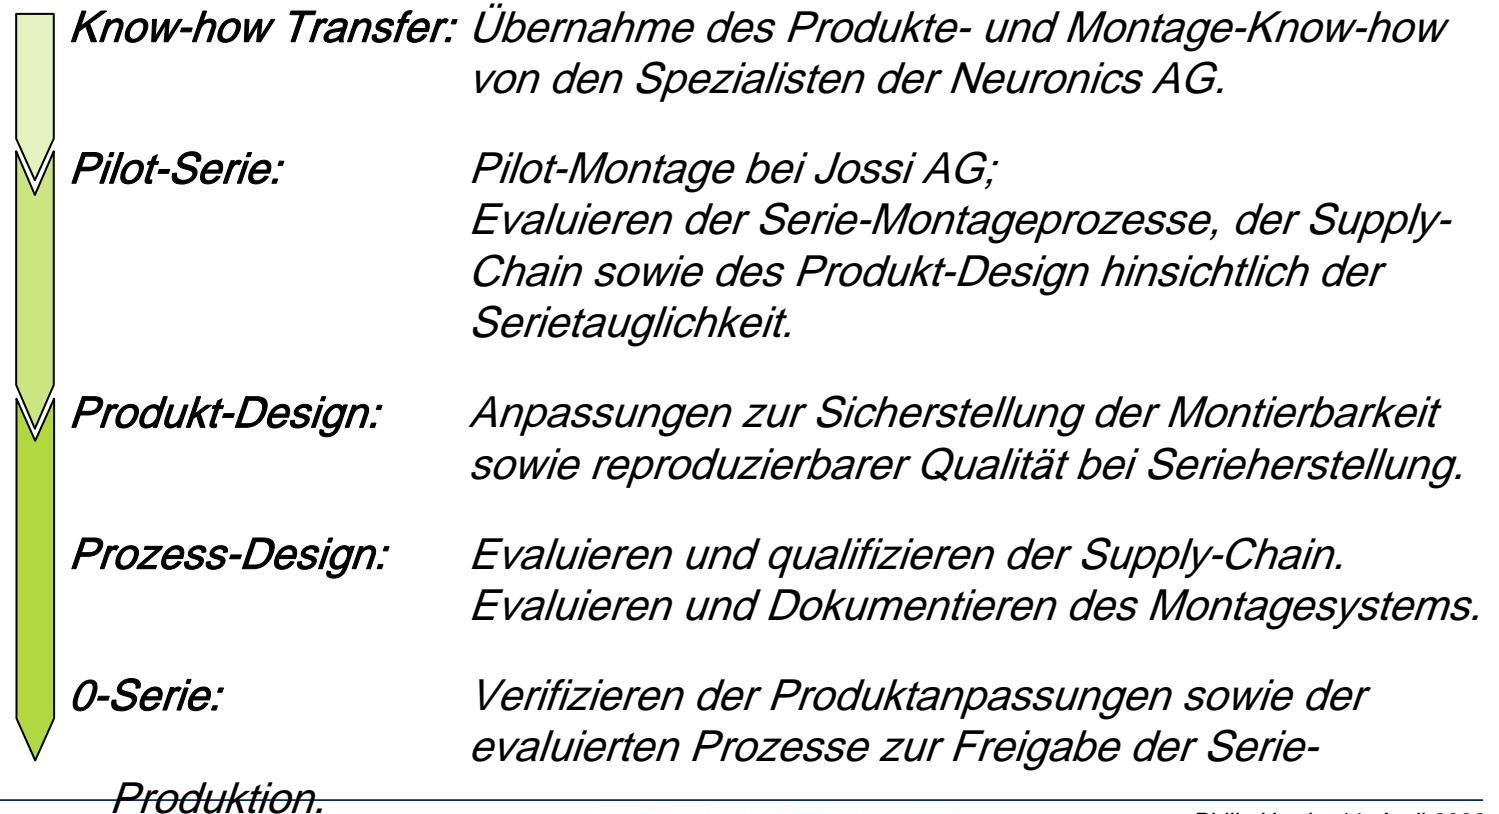 Know-how Transfer: Übernahme des Produkte- und Montage-Know-how
von den Spezialisten der Neuronics AG.
Pilot-Serie: Pilot-Montage bei Jossi AG;
Evaluieren der Serie-Montageprozesse, der Supply-
Chain sowie des Produkt-Design hinsichtlich der
Serietauglichkeit.
Produkt-Design: Anpassungen zur Sicherstellung der Montierbarkeit
sowie reproduzierbarer Qualität bei Serieherstellung.
Prozess-Design: Evaluieren und qualifizieren der Supply-Chain.
Evaluieren und Dokumentieren des Montagesystems.
0-Serie: Verifizieren der Produktanpassungen sowie der
evaluierten Prozesse zur Freigabe der Serie-
Produktion.